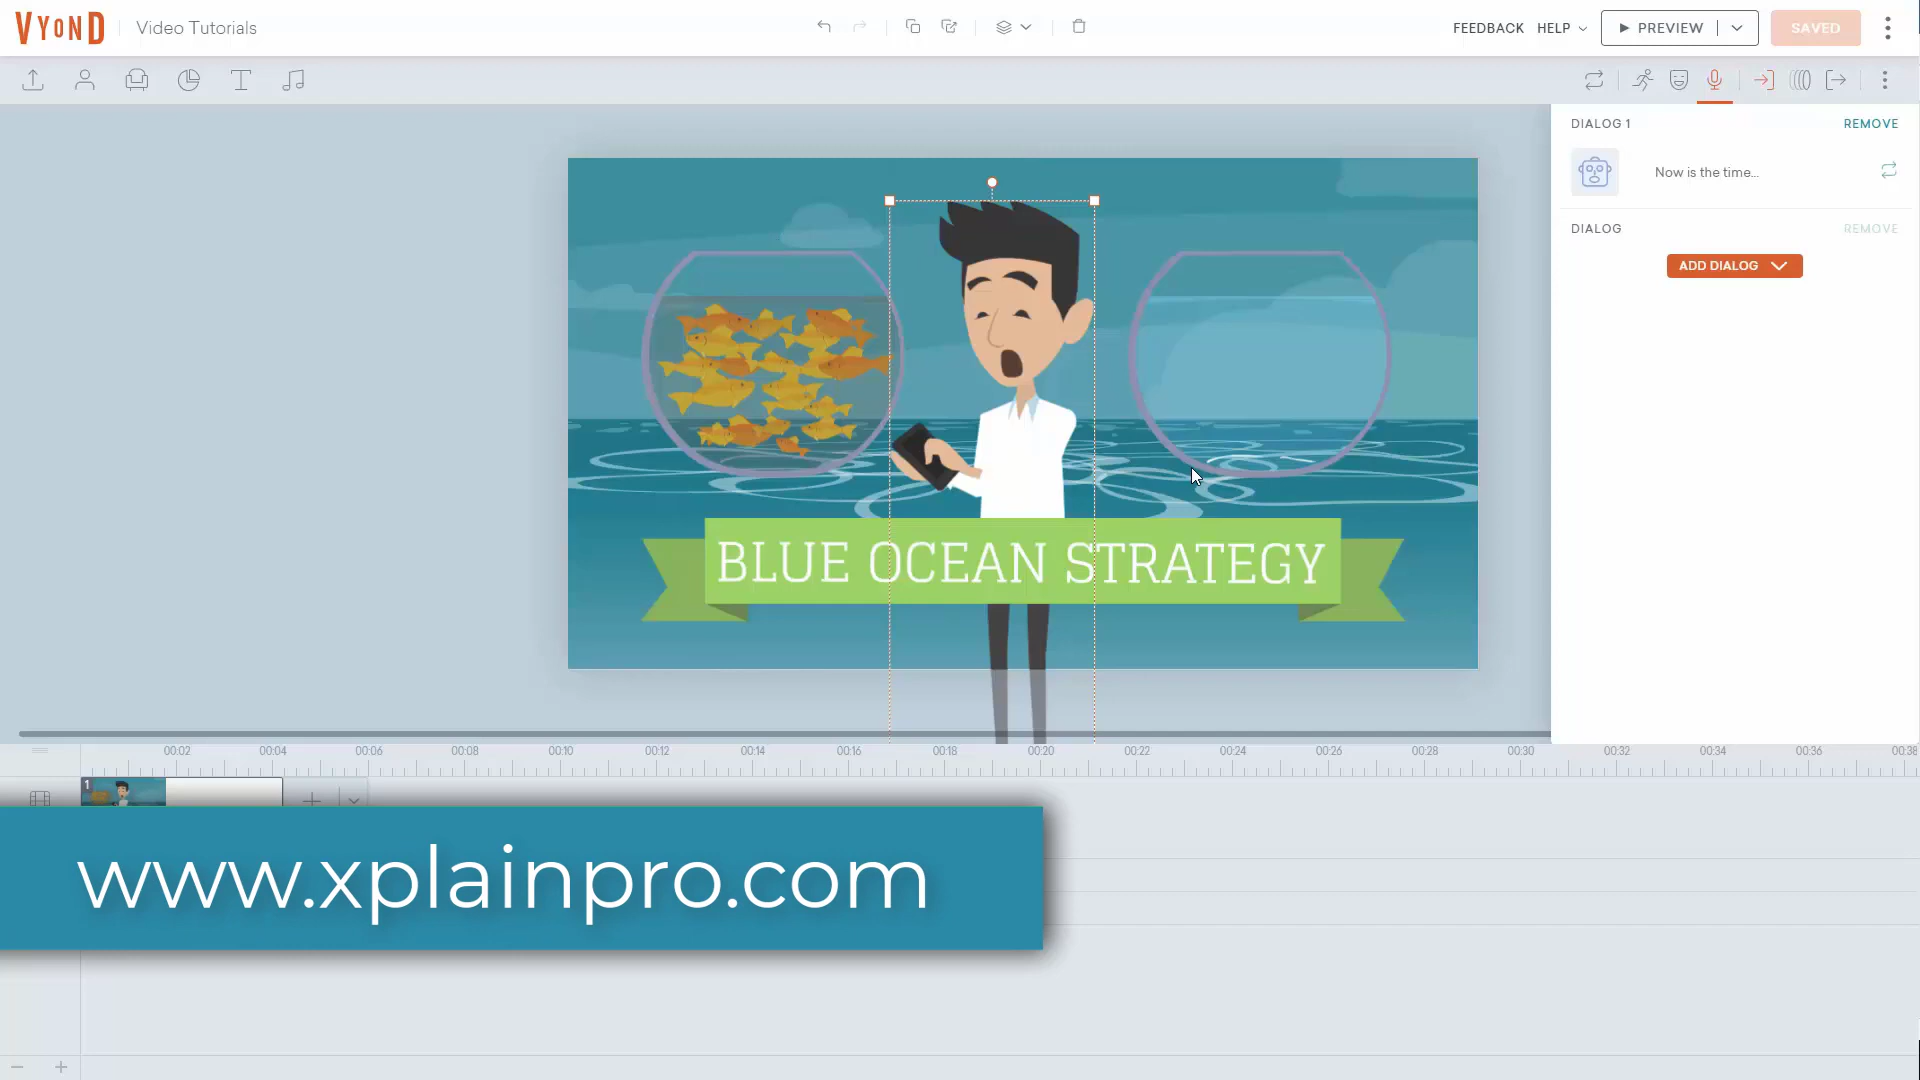 VYOND
Video Tutorials
FEEDBACK
HELP
PREVIEW
SAVED
DIALOG 1
REMOVE
Now is the time...
DIALOG
REMOVE
ADD DIALOG
BLUE OCEAN STRATEGY
00:02 00:04 00:06 00:08 00:10 00:12 00:14 00:16 00:18 00:20 00:22 00:24 00:26 00:28 00:30 00:32 00:34 00:36 00:38
1
www.xplainpro.com